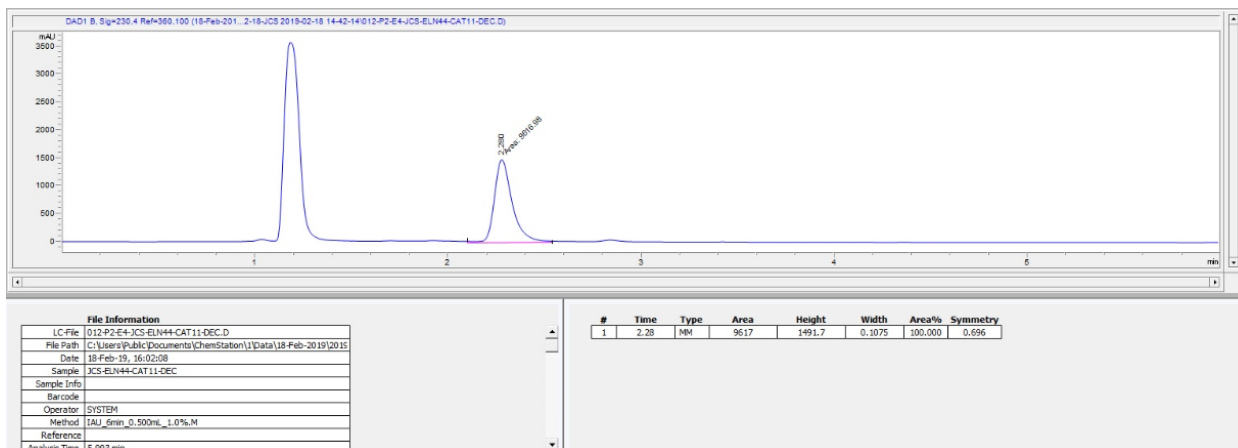 DAD1 B, Sig=230,4 Ref=360,100 (18-Feb-201...2-18-JCS 2019-02-18 14-42-14\012-P2-E4-JCS-ELN44-CAT11-DEC.D)
mAU
3500
3000
2500
2000
1500
1000
500
0
2.280
Area: 9616.98
1 2 3 4 5 min
File Information
LC-File 012-P2-E4-JCS-ELN44-CAT11-DEC.D
File Path C:\Users\Public\Documents\ChemStation\1\Data\18-Feb-2019\2019
Date 18-Feb-19, 16:02:08
Sample JCS-ELN44-CAT11-DEC
Sample Info
Barcode
Operator SYSTEM
Method IAU_6min_0.500mL_1.0%.M
Reference
Analysis Time 5.997 min
# Time Type Area Height Width Area% Symmetry
1 2.28 MM 9617 1491.7 0.1075 100.000 0.696